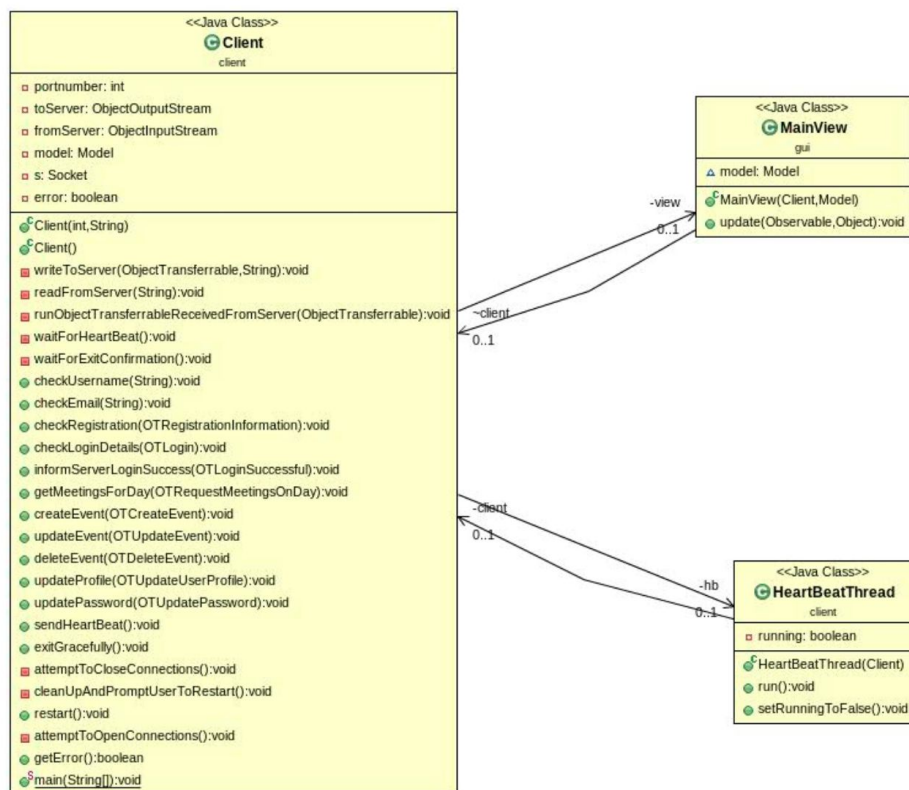 <<Java Class>>
Client
client
portnumber: int
toServer: ObjectOutputStream
fromServer: ObjectInputStream
model: Model
s: Socket
error: boolean
Client(int,String)
Client()
writeToServer(ObjectTransferrable,String):void
readFromServer(String):void
runObjectTransferrableReceivedFromServer(ObjectTransferrable):void
waitForHeartBeat():void
waitForExitConfirmation():void
checkUsername(String):void
checkEmail(String):void
checkRegistration(OTRegistrationInformation):void
checkLoginDetails(OTLogin):void
informServerLoginSuccess(OTLoginSuccessful):void
getMeetingsForDay(OTRequestMeetingsOnDay):void
createEvent(OTCreateEvent):void
updateEvent(OTUpdateEvent):void
deleteEvent(OTDeleteEvent):void
updateProfile(OTUpdateUserProfile):void
updatePassword(OTUpdatePassword):void
sendHeartBeat():void
exitGracefully():void
attemptToCloseConnections():void
cleanUpAndPromptUserToRestart():void
restart():void
attemptToOpenConnections():void
getError():boolean
main(String[]):void
-view
0..1
~client
0..1
<<Java Class>>
MainView
gui
model: Model
MainView(Client,Model)
update(Observable,Object):void
-client
0..1
-hb
0..1
<<Java Class>>
HeartBeatThread
client
running: boolean
HeartBeatThread(Client)
run():void
setRunningToFalse():void